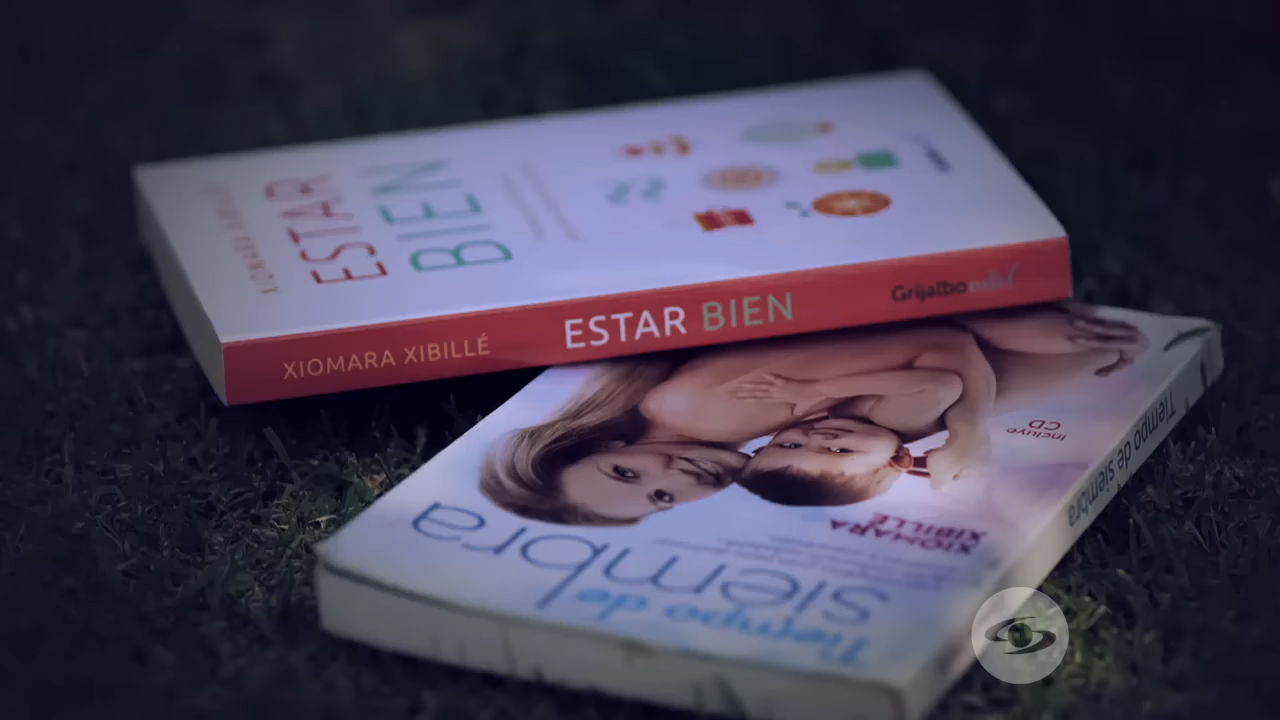 XIOMARA XIBILLÉ
ESTAR
BIEN
XIOMARA XIBILLÉ
ESTAR BIEN
Grijalbo vital
Tiempo de
siembra
XIOMARA
XIBILLÉ
incluye
CD
Tiempo de siembra